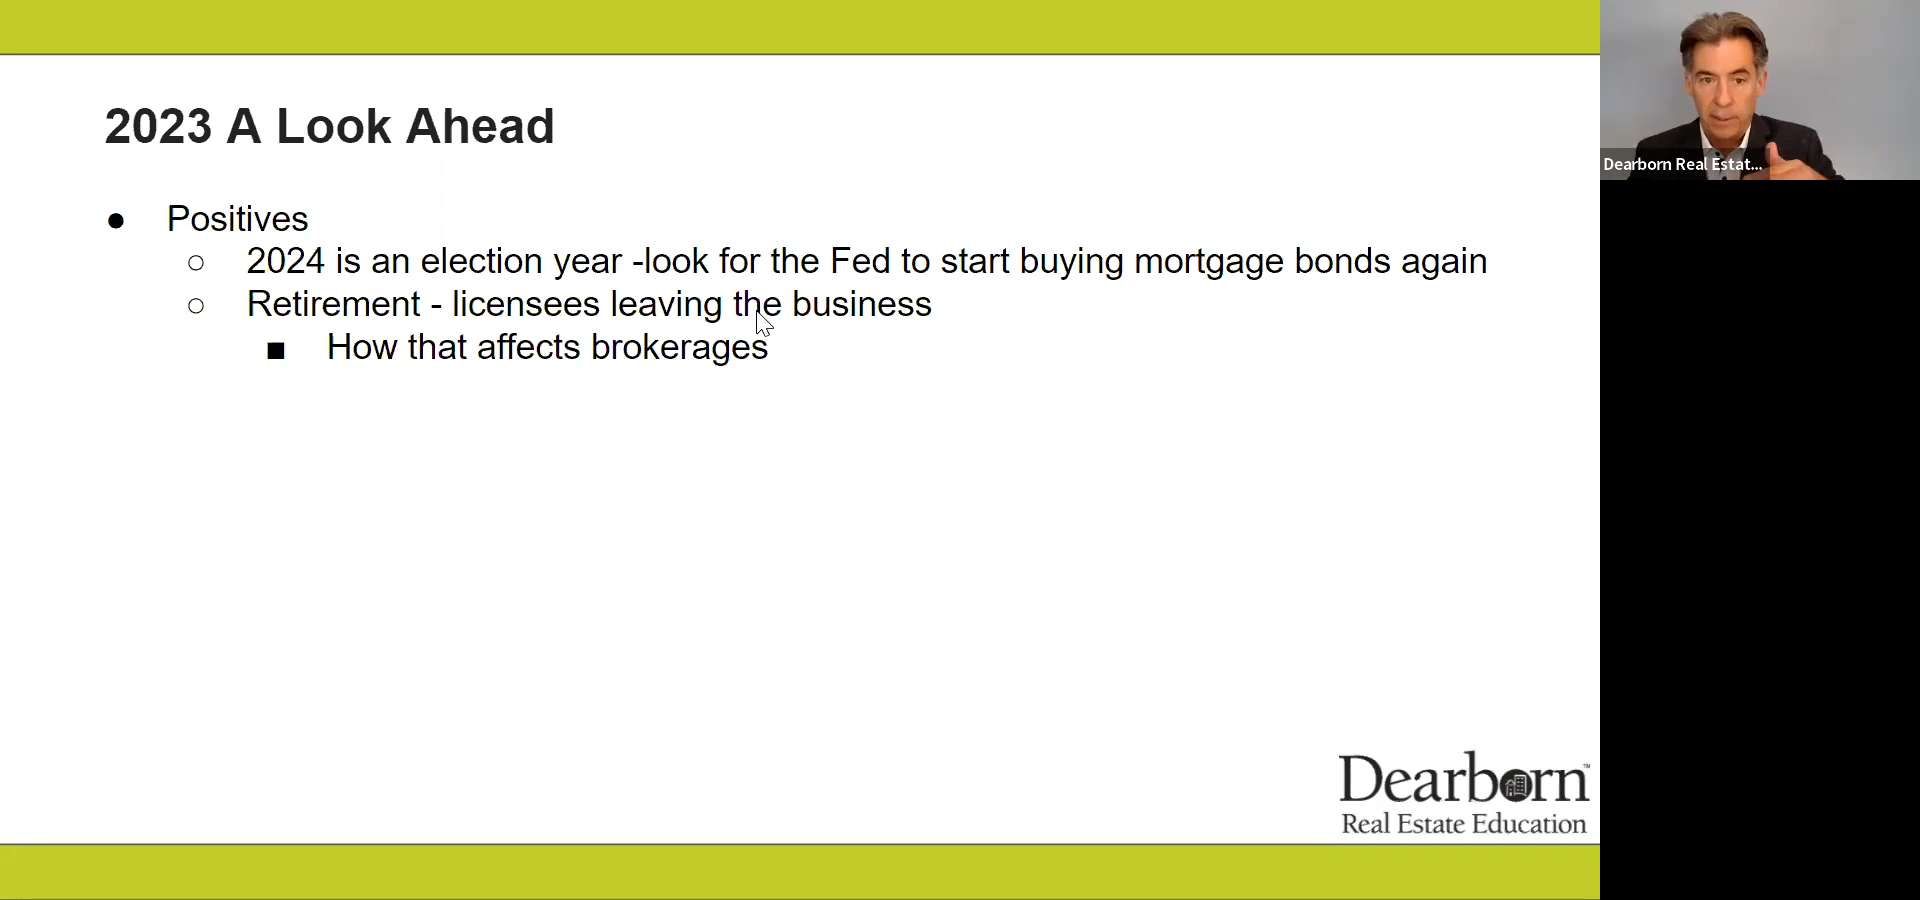 2023 A Look Ahead
● Positives
○ 2024 is an election year -look for the Fed to start buying mortgage bonds again
○ Retirement - licensees leaving the business
■ How that affects brokerages
Dearborn Real Estat...
Dearborn™
Real Estate Education